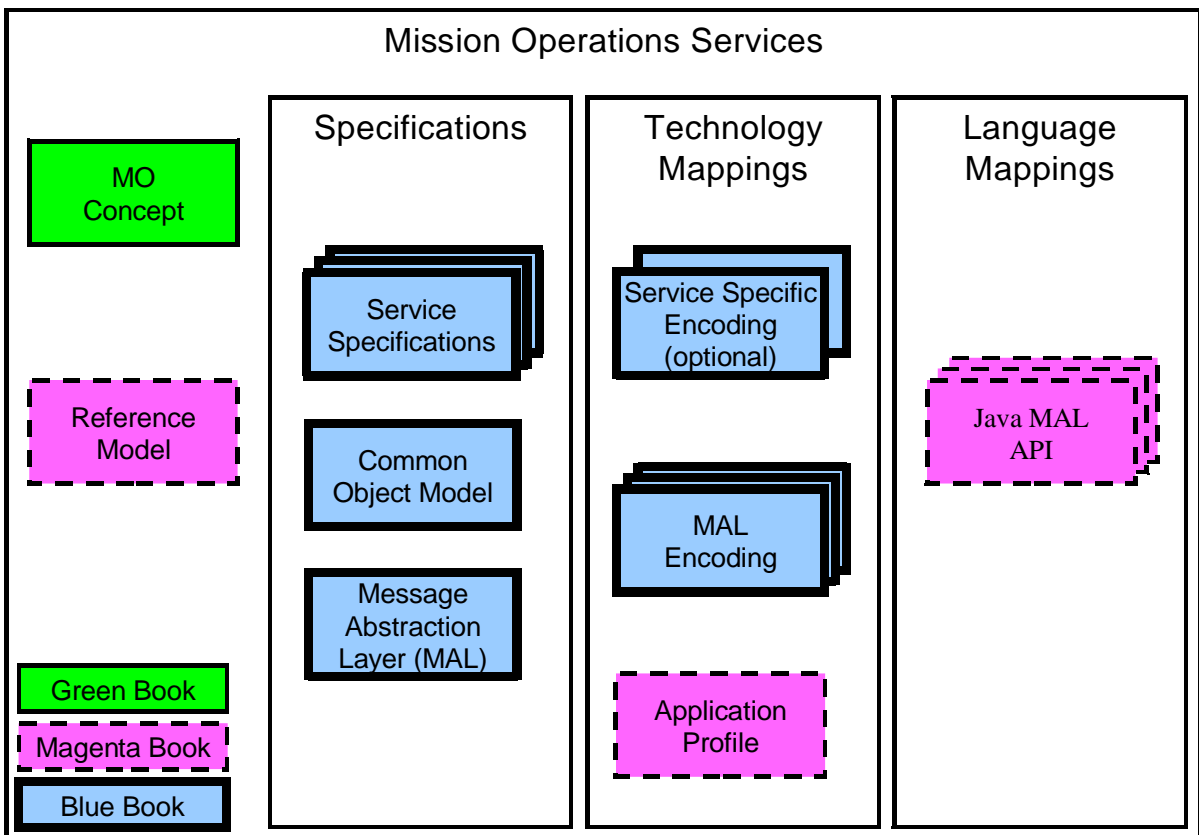 Mission Operations Services
MO
Concept
Reference
Model
Green Book
Magenta Book
Blue Book
Specifications
Service
Specifications
Common
Object Model
Message
Abstraction
Layer (MAL)
Technology
Mappings
Service Specific
Encoding
(optional)
MAL
Encoding
Application
Profile
Language
Mappings
Java MAL
API